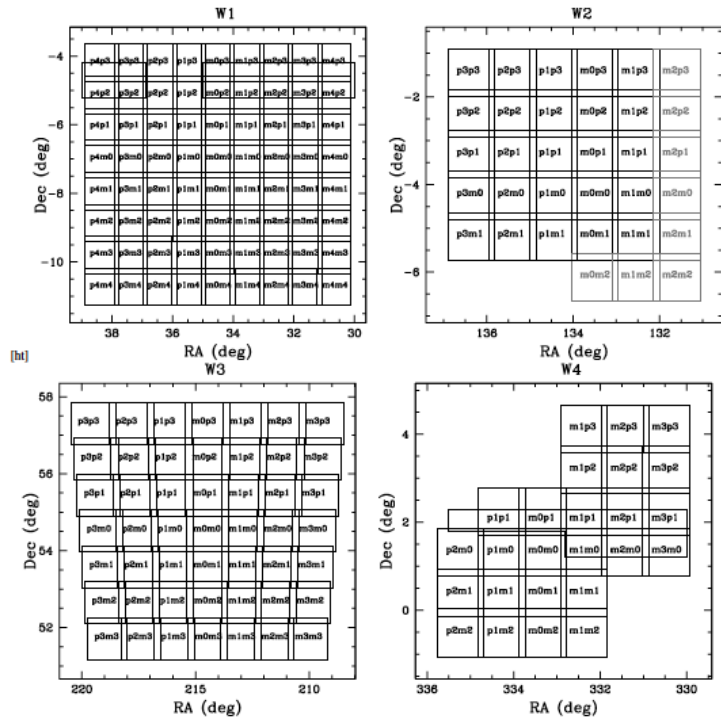 W1
-4
p4p3 p3p3 p2p3 p1p3 m0p3 m1p3 m2p3 m3p3 m4p3
p4p2 p3p2 p2p2 p1p2 m0p2 m1p2 m2p2 m3p2 m4p2
-6
p4p1 p3p1 p2p1 p1p1 m0p1 m1p1 m2p1 m3p1 m4p1
p4m0 p3m0 p2m0 p1m0 m0m0 m1m0 m2m0 m3m0 m4m0
-8
p4m1 p3m1 p2m1 p1m1 m0m1 m1m1 m2m1 m3m1 m4m1
p4m2 p3m2 p2m2 p1m2 m0m2 m1m2 m2m2 m3m2 m4m2
p4m3 p3m3 p2m3 p1m3 m0m3 m1m3 m2m3 m3m3 m4m3
-10
p4m4 p3m4 p2m4 p1m4 m0m4 m1m4 m2m4 m3m4 m4m4
Dec (deg)
38 36 34 32 30
RA (deg)
W2
p3p3 p2p3 p1p3 m0p3 m1p3 m2p3
-2
p3p2 p2p2 p1p2 m0p2 m1p2 m2p2
p3p1 p2p1 p1p1 m0p1 m1p1 m2p1
-4
p3m0 p2m0 p1m0 m0m0 m1m0 m2m0
p3m1 p2m1 p1m1 m0m1 m1m1 m2m1
-6
m0m2 m1m2 m2m2
Dec (deg)
136 134 132
RA (deg)
[ht]
W3
58
p3p3 p2p3 p1p3 m0p3 m1p3 m2p3 m3p3
p3p2 p2p2 p1p2 m0p2 m1p2 m2p2 m3p2
56
p3p1 p2p1 p1p1 m0p1 m1p1 m2p1 m3p1
p3m0 p2m0 p1m0 m0m0 m1m0 m2m0 m3m0
54
p3m1 p2m1 p1m1 m0m1 m1m1 m2m1 m3m1
p3m2 p2m2 p1m2 m0m2 m1m2 m2m2 m3m2
52
p3m3 p2m3 p1m3 m0m3 m1m3 m2m3 m3m3
Dec (deg)
220 215 210
RA (deg)
W4
4
m1p3 m2p3 m3p3
m1p2 m2p2 m3p2
2
p1p1 m0p1 m1p1 m2p1 m3p1
p2m0 p1m0 m0m0 m1m0 m2m0 m3m0
p2m1 p1m1 m0m1 m1m1
0
p2m2 p1m2 m0m2 m1m2
Dec (deg)
336 334 332 330
RA (deg)